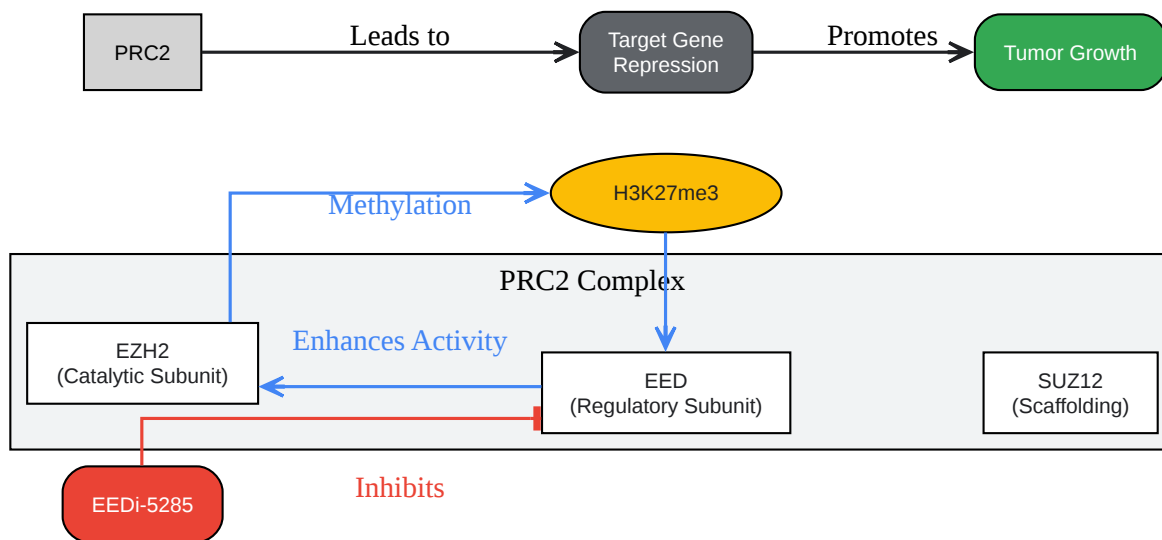 PRC2
Leads to
Target Gene
Repression
Promotes
Tumor Growth
H3K27me3
Methylation
PRC2 Complex
EZH2
(Catalytic Subunit)
Enhances Activity
EED
(Regulatory Subunit)
SUZ12
(Scaffolding)
EEDi-5285
Inhibits